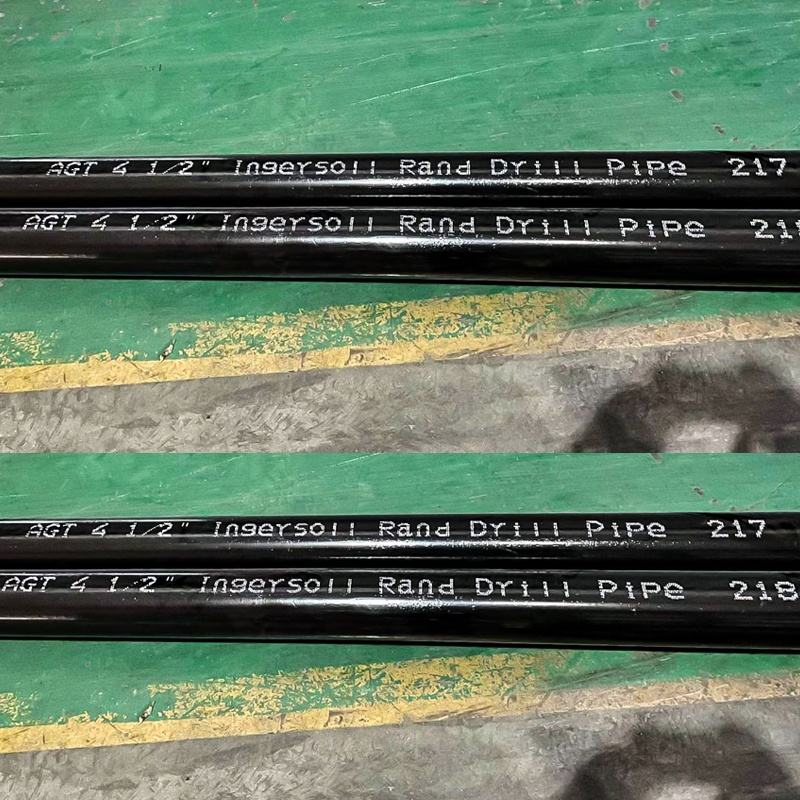 AGT 4 1/2" Ingersoll Rand Drill Pipe 217
AGT 4 1/2" Ingersoll Rand Drill Pipe
AGT 4 1/2" Ingersoll Rand Drill Pipe 217
AGT 4 1/2" Ingersoll Rand Drill Pipe 218